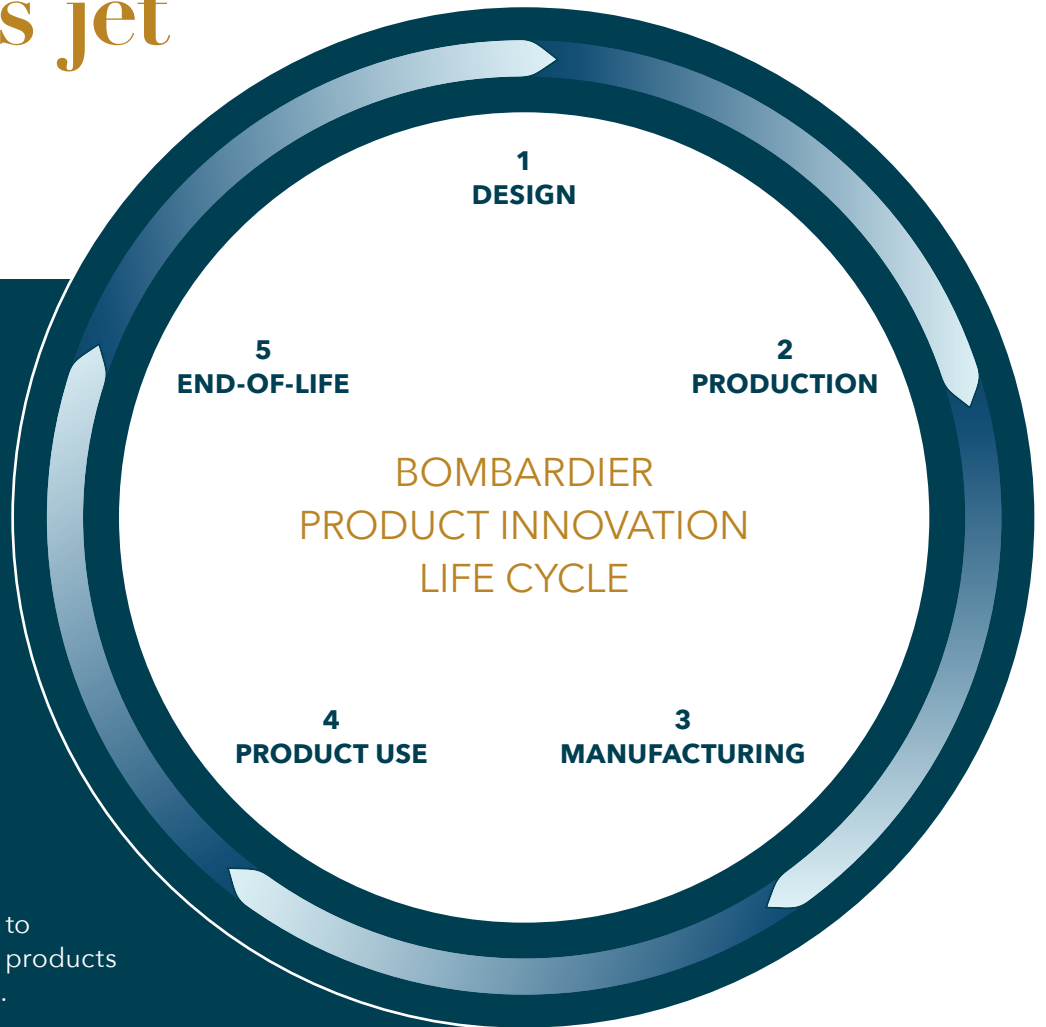 s jet
1
DESIGN
2
PRODUCTION
3
MANUFACTURING
4
PRODUCT USE
5
END-OF-LIFE
BOMBARDIER
PRODUCT INNOVATION
LIFE CYCLE
to
products
.